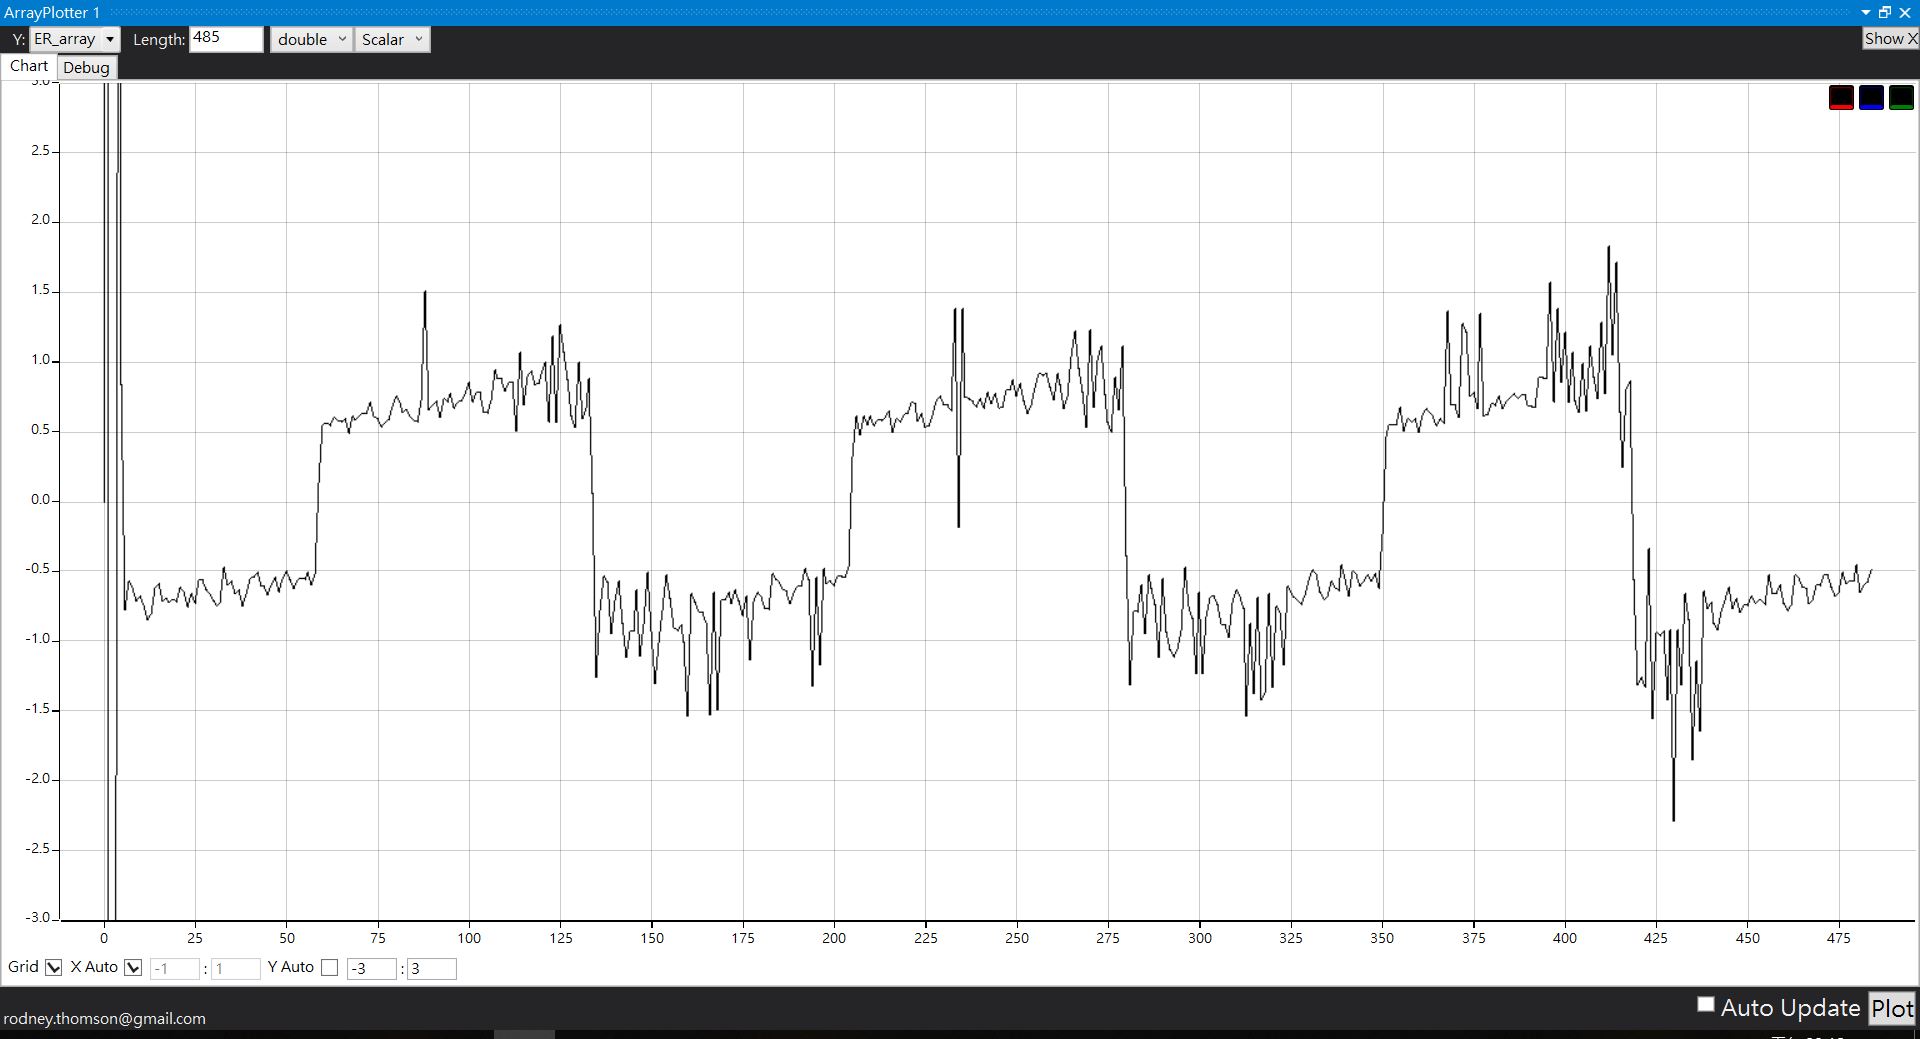 ArrayPlotter 1
Y: ER_array Length: 485 double Scalar Show X
Chart Debug
3.0
2.5
2.0
1.5
1.0
0.5
0.0
-0.5
-1.0
-1.5
-2.0
-2.5
-3.0
0 25 50 75 100 125 150 175 200 225 250 275 300 325 350 375 400 425 450 475
Grid X Auto -1 : 1 Y Auto -3 : 3
Auto Update Plot
rodney.thomson@gmail.com